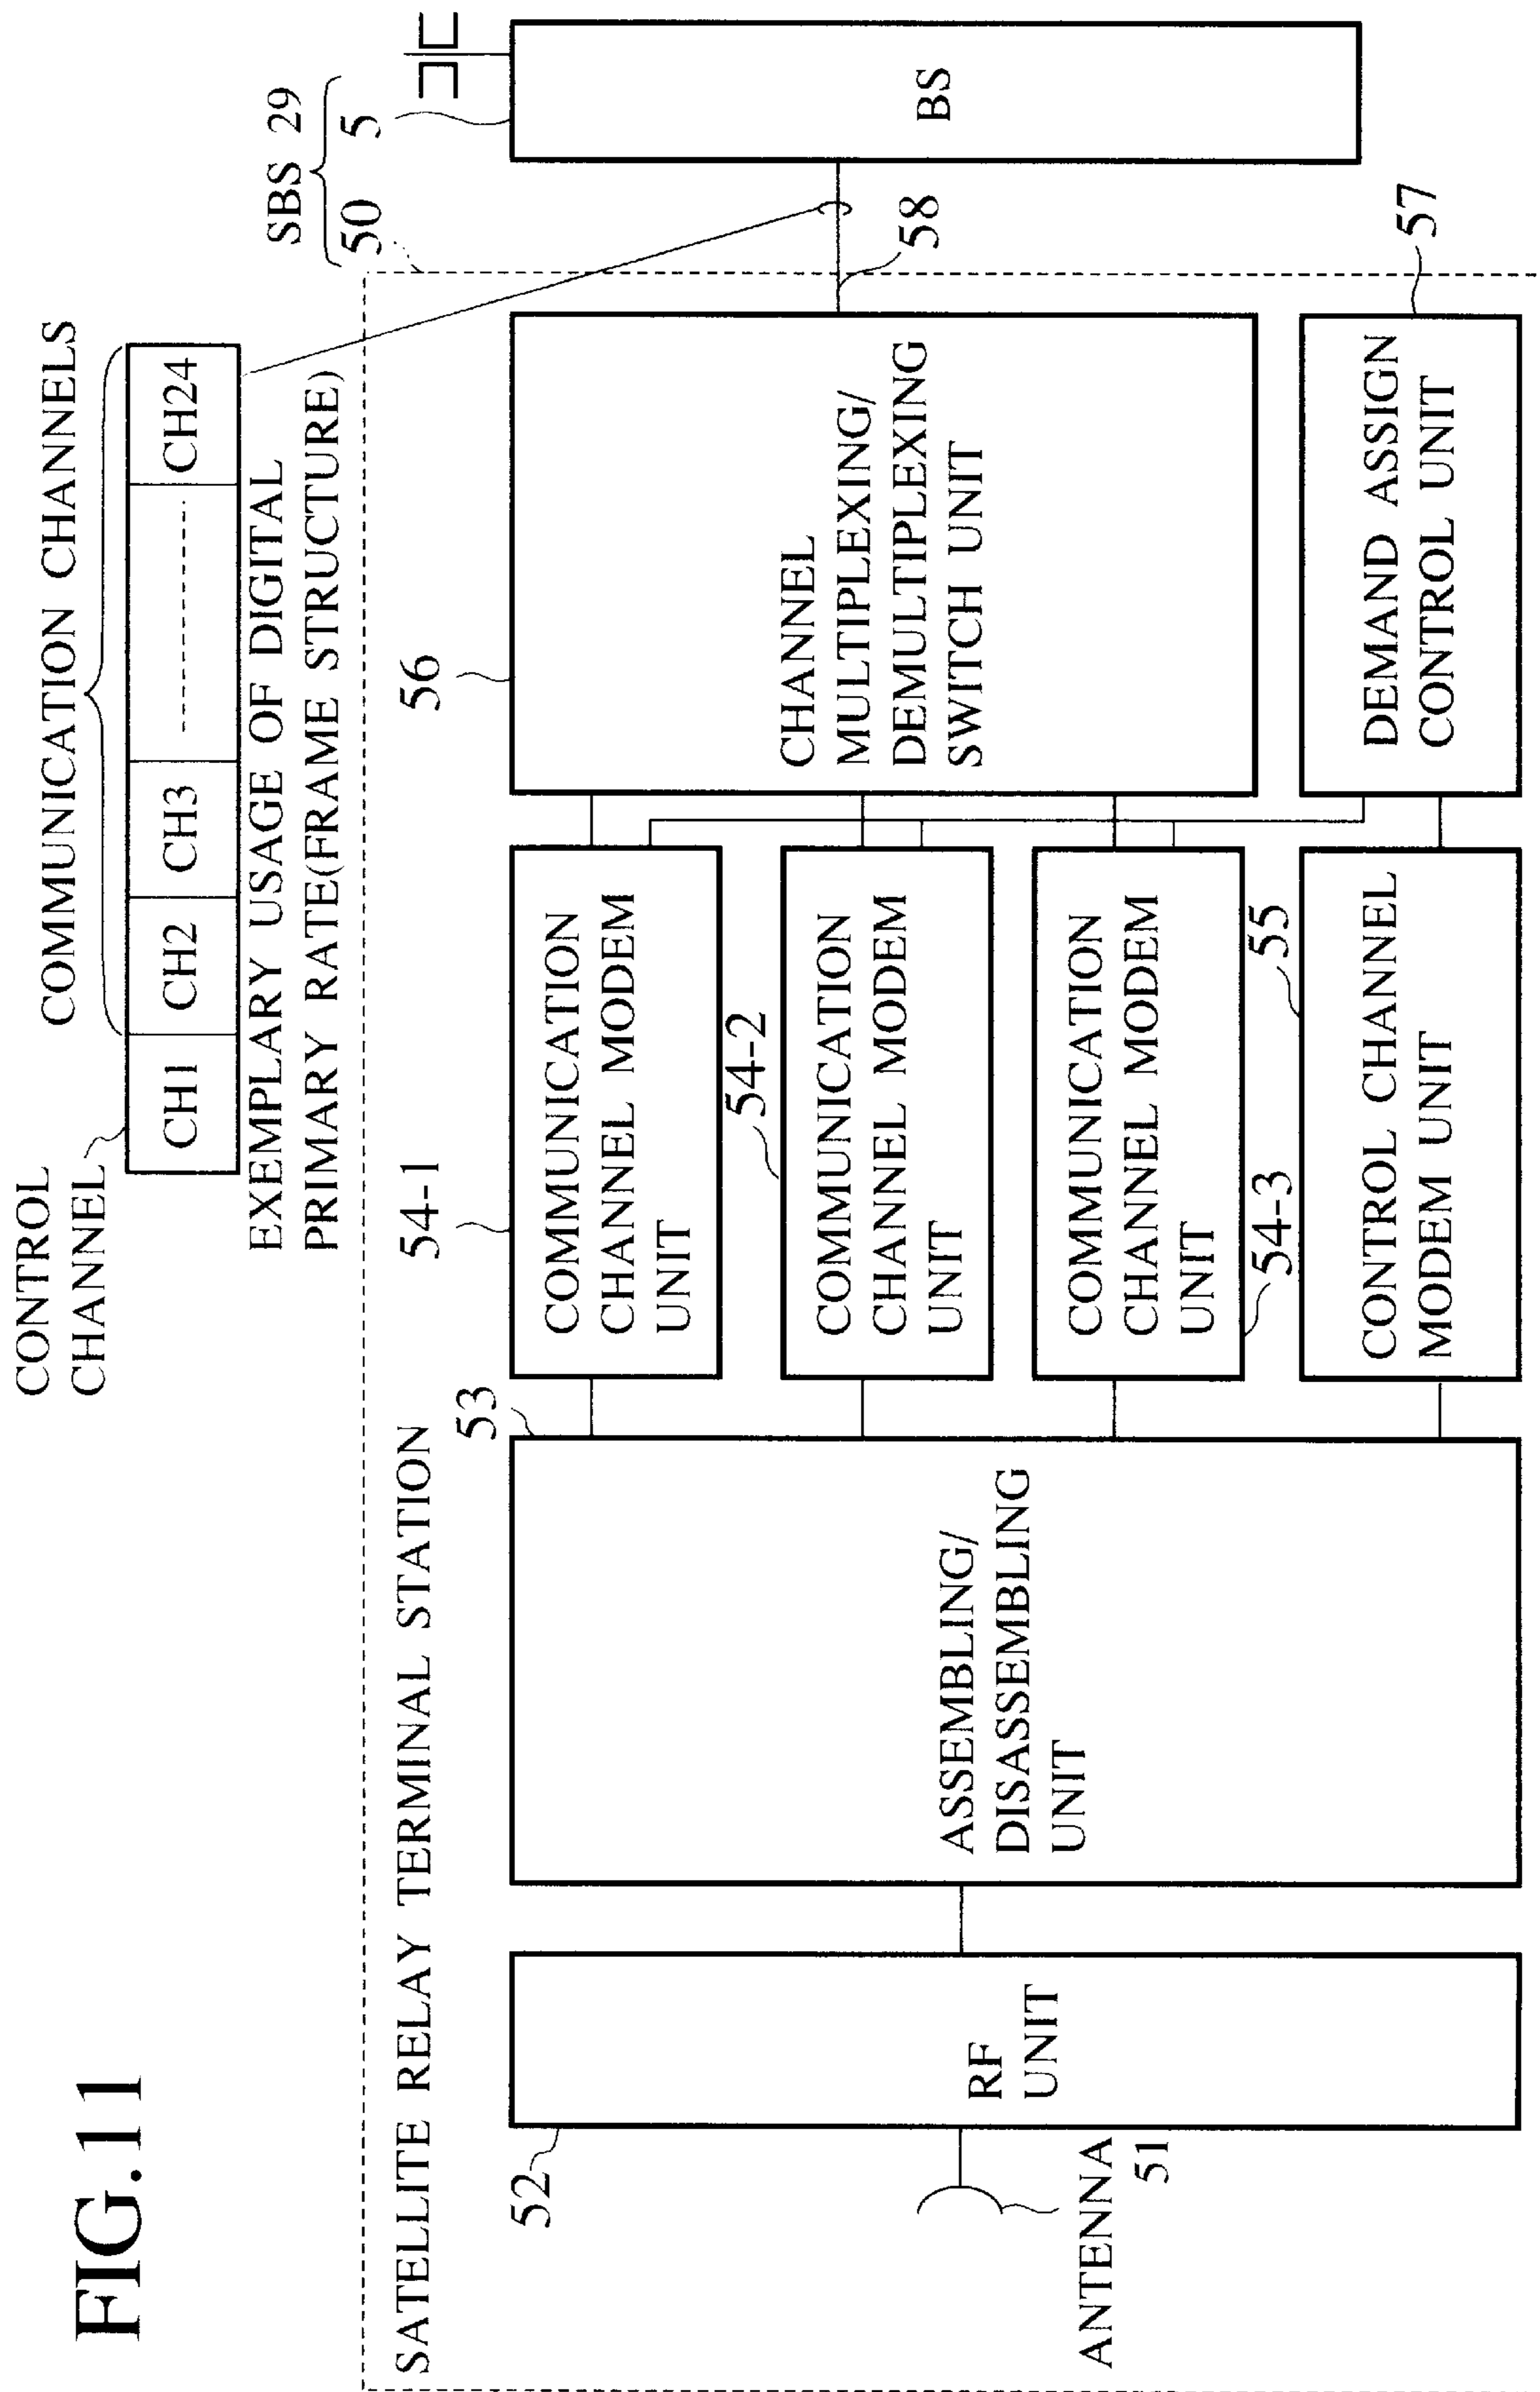 FIG.11
CONTROL
CHANNEL
COMMUNICATION CHANNELS
CH1
CH2
CH3
CH24
EXEMPLARY USAGE OF DIGITAL
PRIMARY RATE(FRAME STRUCTURE)
SBS 29
50
5
SATELLITE RELAY TERMINAL STATION
ANTENNA
51
52
RF
UNIT
53
ASSEMBLING/
DISASSEMBLING
UNIT
54-1
COMMUNICATION
CHANNEL MODEM
UNIT
54-2
COMMUNICATION
CHANNEL MODEM
UNIT
54-3
COMMUNICATION
CHANNEL MODEM
UNIT
55
CONTROL CHANNEL
MODEM UNIT
56
CHANNEL
MULTIPLEXING/
DEMULTIPLEXING
SWITCH UNIT
57
DEMAND ASSIGN
CONTROL UNIT
58
BS